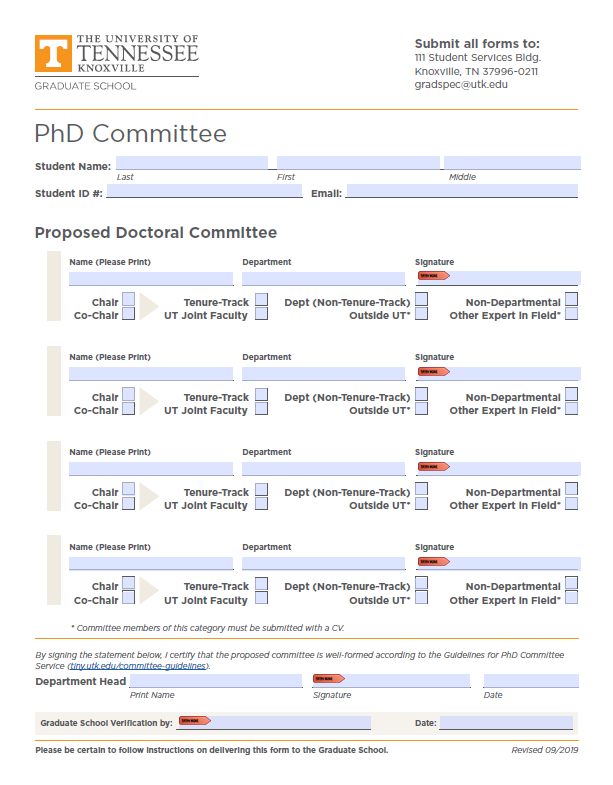 THE UNIVERSITY OF
TENNESSEE
KNOXVILLE
GRADUATE SCHOOL
Submit all forms to:
111 Student Services Bldg.
Knoxville, TN 37996-0211
gradspec@utk.edu
PhD Committee
Student Name:
Last First Middle
Student ID #: Email:
Proposed Doctoral Committee
Name (Please Print) Department Signature
Chair Tenure-Track Dept (Non-Tenure-Track) Non-Departmental
Co-Chair UT Joint Faculty Outside UT* Other Expert in Field*
Name (Please Print) Department Signature
Chair Tenure-Track Dept (Non-Tenure-Track) Non-Departmental
Co-Chair UT Joint Faculty Outside UT* Other Expert in Field*
Name (Please Print) Department Signature
Chair Tenure-Track Dept (Non-Tenure-Track) Non-Departmental
Co-Chair UT Joint Faculty Outside UT* Other Expert in Field*
Name (Please Print) Department Signature
Chair Tenure-Track Dept (Non-Tenure-Track) Non-Departmental
Co-Chair UT Joint Faculty Outside UT* Other Expert in Field*
* Committee members of this category must be submitted with a CV.
By signing the statement below, I certify that the proposed committee is well-formed according to the Guidelines for PhD Committee
Service (tiny.utk.edu/committee-guidelines).
Department Head
Print Name Signature Date
Graduate School Verification by: Date:
Please be certain to follow instructions on delivering this form to the Graduate School. Revised 09/2019